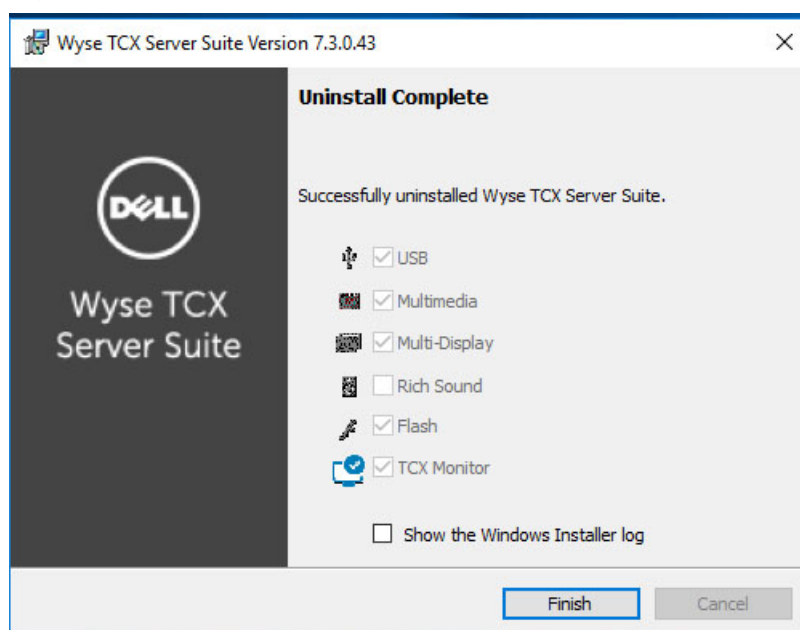 Wyse TCX Server Suite Version 7.3.0.43
Uninstall Complete
Successfully uninstalled Wyse TCX Server Suite.
DELL
Wyse TCX
Server Suite
USB
Multimedia
Multi-Display
Rich Sound
Flash
TCX Monitor
Show the Windows Installer log
Finish
Cancel